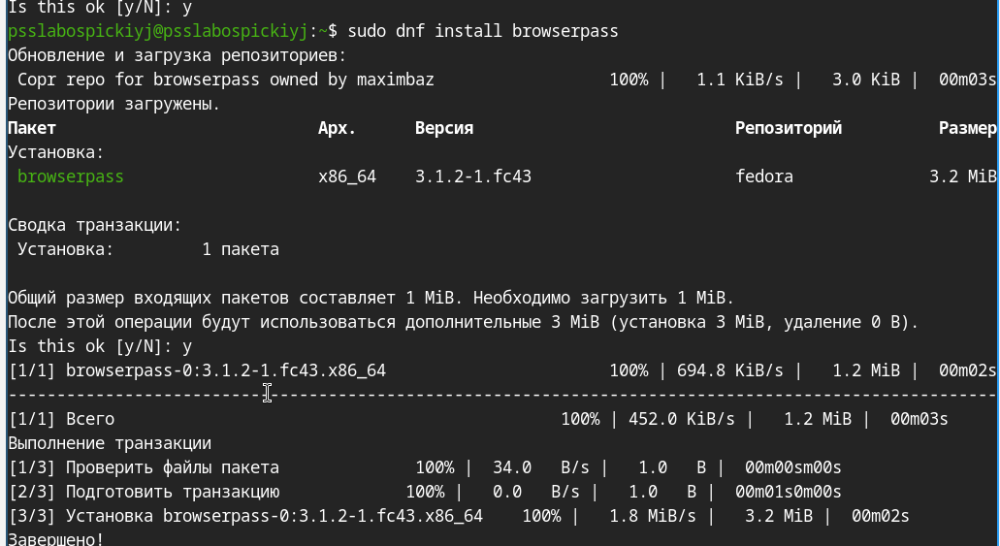 Is this ok [y/N]: y
psslabospickiyj@psslabospickiyj:~$ sudo dnf install browserpass
Обновление и загрузка репозиториев:
Copr repo for browserpass owned by maximbaz 100% | 1.1 KiB/s | 3.0 KiB | 00m03s
Репозитории загружены.
Пакет Арх. Версия Репозиторий Размер
Установка:
browserpass x86_64 3.1.2-1.fc43 fedora 3.2 MiB
Сводка транзакции:
Установка: 1 пакета
Общий размер входящих пакетов составляет 1 MiB. Необходимо загрузить 1 MiB.
После этой операции будут использоваться дополнительные 3 MiB (установка 3 MiB, удаление 0 B).
Is this ok [y/N]: y
[1/1] browserpass-0:3.1.2-1.fc43.x86_64 100% | 694.8 KiB/s | 1.2 MiB | 00m02s
------------------------------------------------------------------------------------------------------
[1/1] Всего 100% | 452.0 KiB/s | 1.2 MiB | 00m03s
Выполнение транзакции
[1/3] Проверить файлы пакета 100% | 34.0 B/s | 1.0 B | 00m00sm00s
[2/3] Подготовить транзакцию 100% | 0.0 B/s | 1.0 B | 00m01s0m00s
[3/3] Установка browserpass-0:3.1.2-1.fc43.x86_64 100% | 1.8 MiB/s | 3.2 MiB | 00m02s
Завершено!